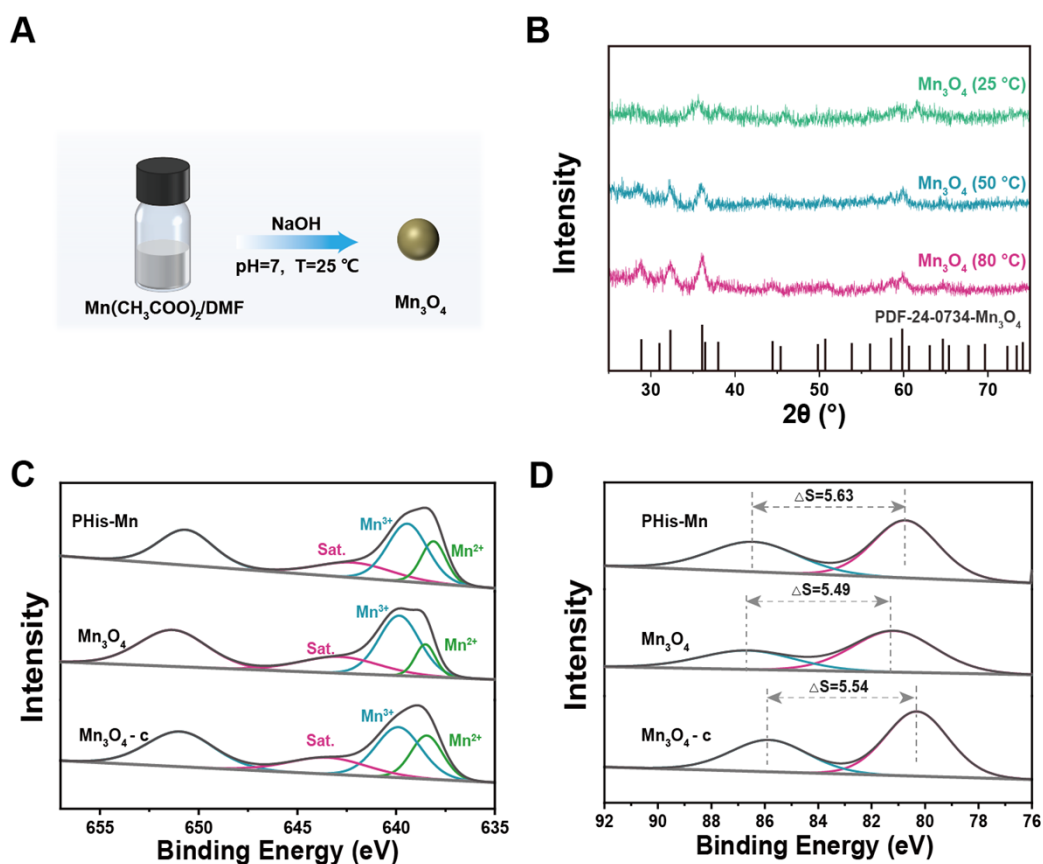 A
NaOH
pH=7, T=25 ℃
Mn(CH₃COO)₂/DMF
Mn₃O₄
B
Intensity
Mn₃O₄ (25 °C)
Mn₃O₄ (50 °C)
Mn₃O₄ (80 °C)
PDF-24-0734-Mn₃O₄
30 40 50 60 70
2θ (°)
C
Intensity
PHis-Mn
Sat.
Mn³⁺
Mn²⁺
Mn₃O₄
Sat.
Mn³⁺
Mn²⁺
Mn₃O₄ - c
Sat.
Mn³⁺
Mn²⁺
655 650 645 640 635
Binding Energy (eV)
D
Intensity
PHis-Mn
△S=5.63
Mn₃O₄
△S=5.49
Mn₃O₄ - c
△S=5.54
92 90 88 86 84 82 80 78 76
Binding Energy (eV)